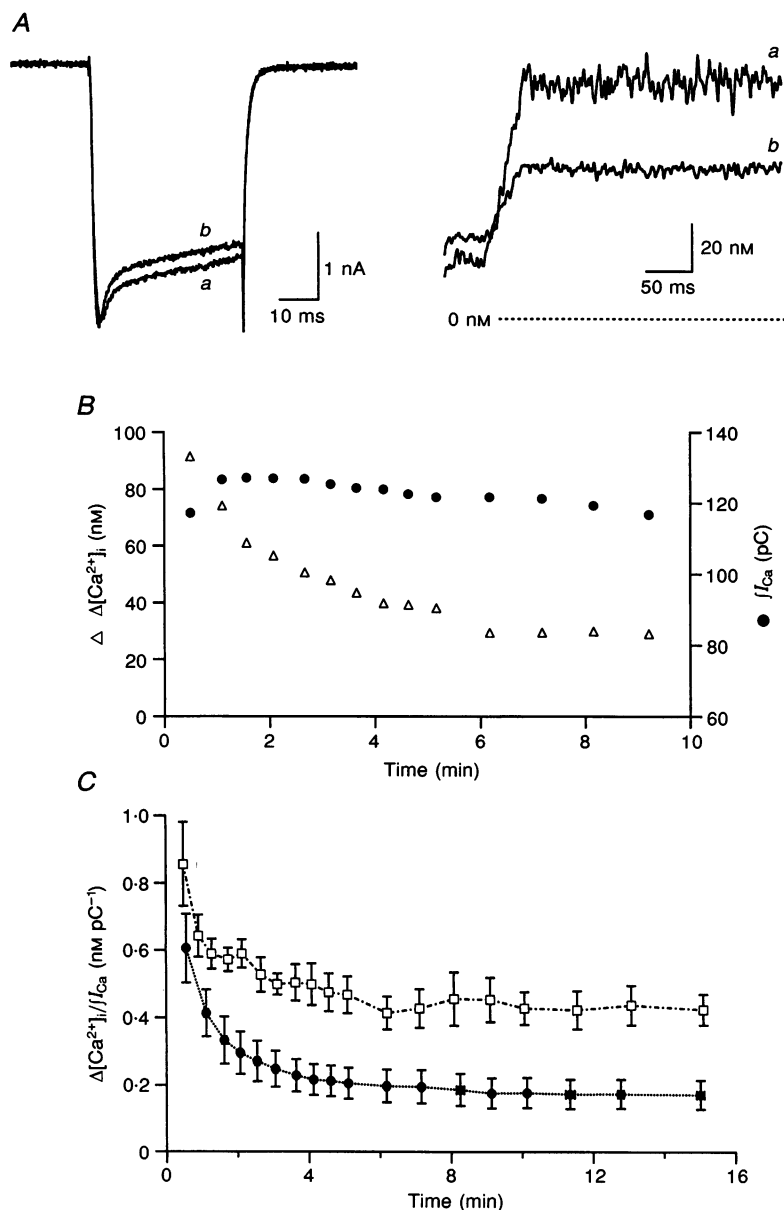 A
b
a
1 nA
10 ms
a
b
20 nM
50 ms
0 nM
B
100
80
60
40
20
0
Δ Δ[Ca²⁺]ᵢ (nM)
140
120
100
80
60
∫I_Ca (pC)
0 2 4 6 8 10
Time (min)
C
1·0
0·8
0·6
0·4
0·2
0
Δ[Ca²⁺]ᵢ/∫I_Ca (nM pC⁻¹)
0 4 8 12 16
Time (min)